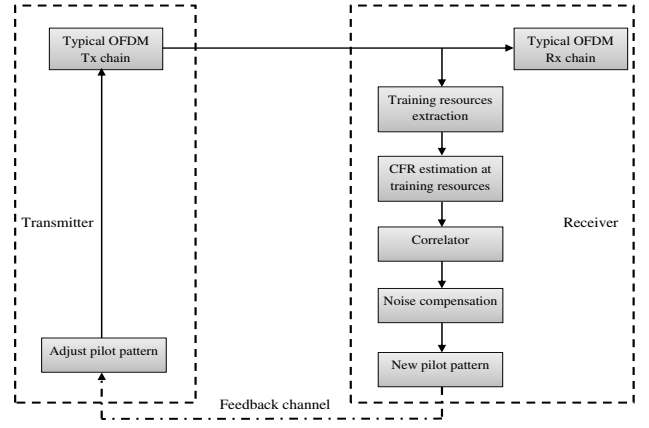 Typical OFDM
Tx chain
Typical OFDM
Rx chain
Training resources
extraction
CFR estimation at
training resources
Transmitter
Receiver
Correlator
Noise compensation
Adjust pilot pattern
New pilot pattern
Feedback channel